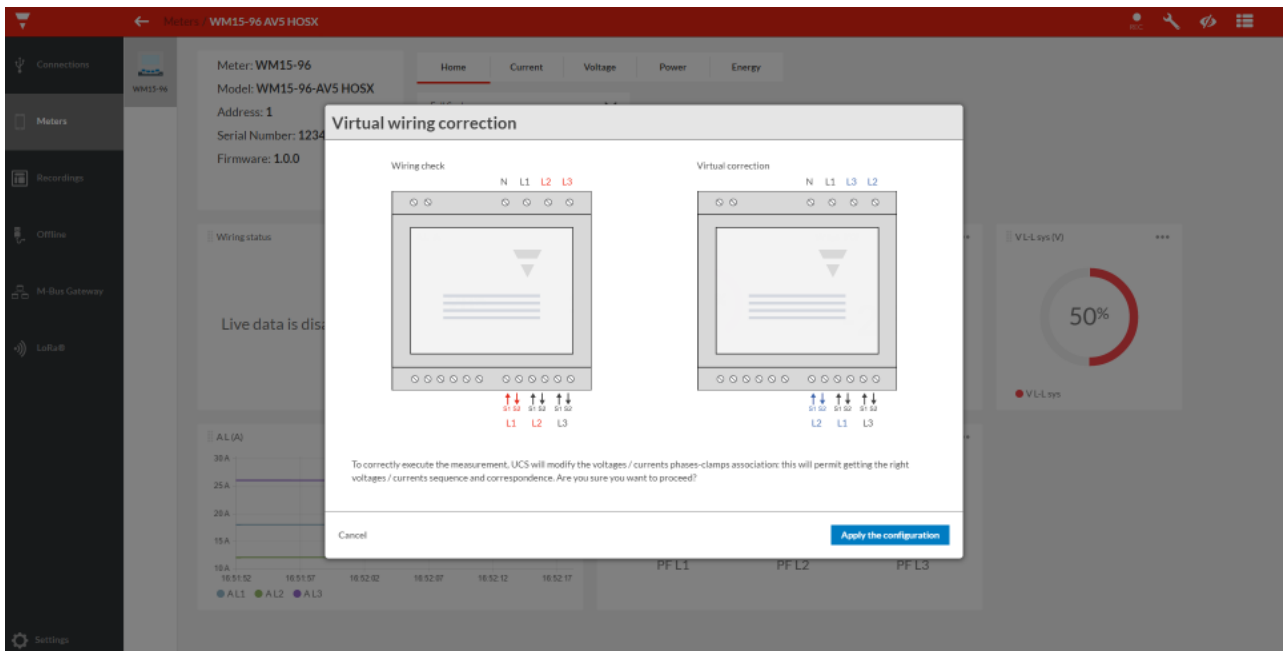 Meters / WM15-96 AV5 HOSX
REC
Connections
Meters
Recordings
Offline
M-Bus Gateway
LoRa®
Settings
WM15-96
Meter: WM15-96
Model: WM15-96-AV5 HOSX
Address: 1
Serial Number: 1234
Firmware: 1.0.0
Home Current Voltage Power Energy
Wiring status
Live data is disa
V L-L sys (V)
50%
V L-L sys
A L (A)
30 A
25 A
20 A
15 A
10 A
16:51:52 16:51:57 16:52:02 16:52:07 16:52:12 16:52:17
A L1 A L2 A L3
PF L1 PF L2 PF L3
Virtual wiring correction
Wiring check
N L1 L2 L3
S1 S2 S1 S2 S1 S2
L1 L2 L3
Virtual correction
N L1 L3 L2
S1 S2 S1 S2 S1 S2
L2 L1 L3
To correctly execute the measurement, UCS will modify the voltages / currents phases-clamps association: this will permit getting the right
voltages / currents sequence and correspondence. Are you sure you want to proceed?
Cancel
Apply the configuration